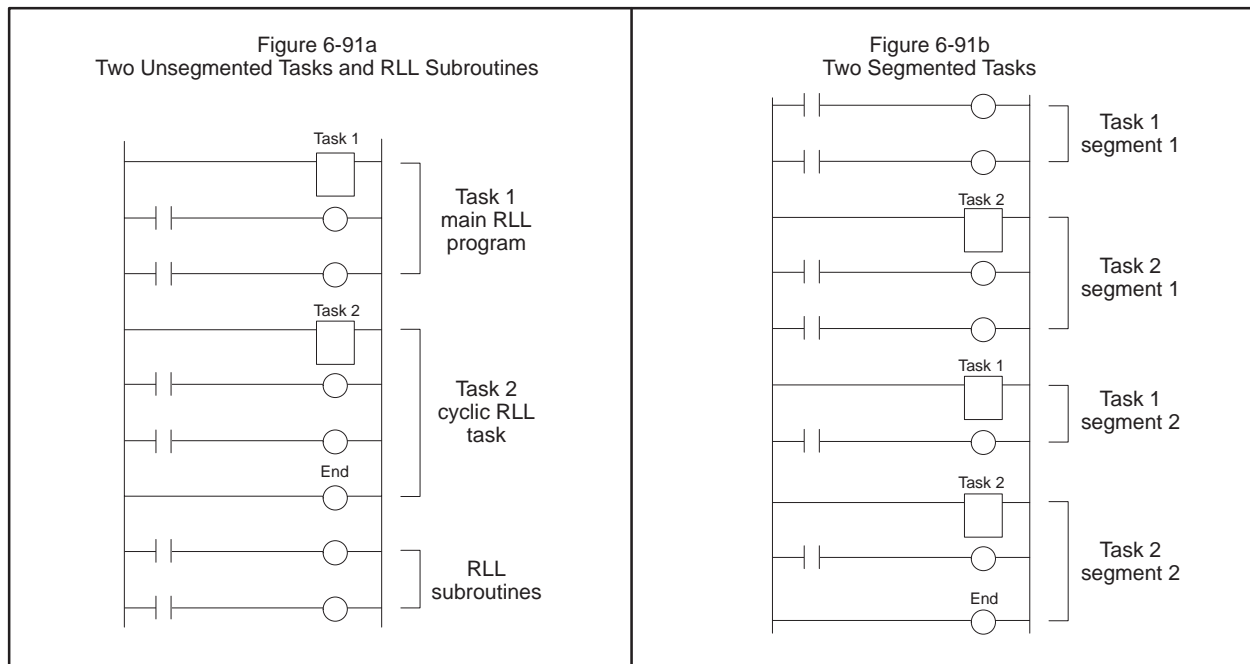 Figure 6-91a
Two Unsegmented Tasks and RLL Subroutines
Task 1
Task 1
main RLL
program
Task 2
Task 2
cyclic RLL
task
End
RLL
subroutines
Figure 6-91b
Two Segmented Tasks
Task 1
segment 1
Task 2
Task 2
segment 1
Task 1
Task 1
segment 2
Task 2
Task 2
segment 2
End